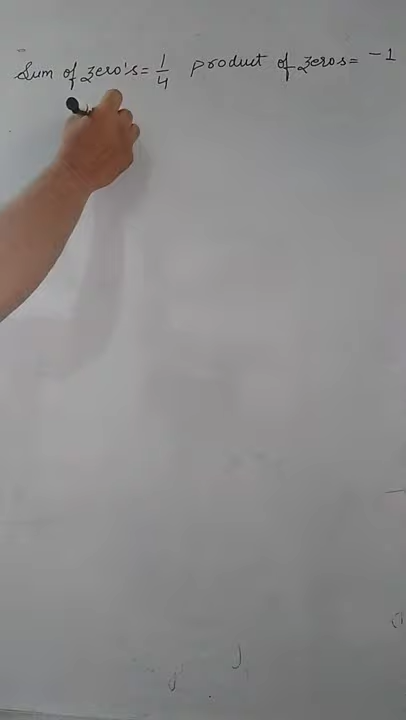 Sum of zero's = 1/4 product of zeros = -1